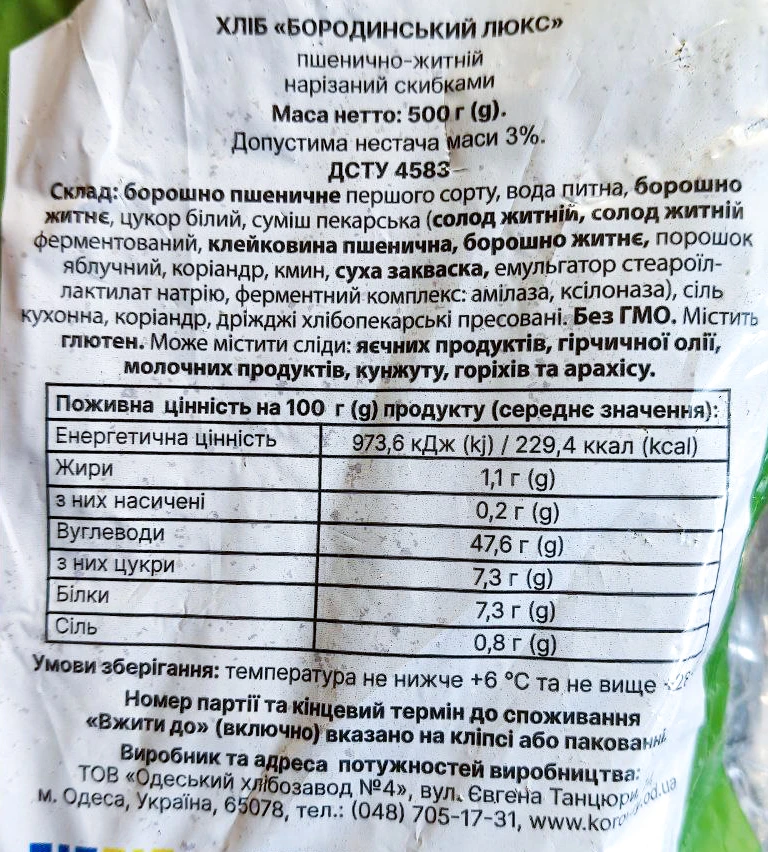 ХЛІБ «БОРОДИНСЬКИЙ ЛЮКС»
пшенично-житній
нарізаний скибками
Маса нетто: 500 г (g).
Допустима нестача маси 3%.
ДСТУ 4583
Склад: борошно пшеничне першого сорту, вода питна, борошно
житнє, цукор білий, суміш пекарська (солод житній, солод житній
ферментований, клейковина пшенична, борошно житнє, порошок
яблучний, коріандр, кмин, суха закваска, емульгатор стеароїл-
лактилат натрію, ферментний комплекс: амілаза, ксілоназа), сіль
кухонна, коріандр, дріжджі хлібопекарські пресовані. Без ГМО. Містить
глютен. Може містити сліди: яєчних продуктів, гірчичної олії,
молочних продуктів, кунжуту, горіхів та арахісу.
Поживна цінність на 100 г (g) продукту (середнє значення):
Енергетична цінність 973,6 кДж (kj) / 229,4 ккал (kcal)
Жири 1,1 г (g)
з них насичені 0,2 г (g)
Вуглеводи 47,6 г (g)
з них цукри 7,3 г (g)
Білки 7,3 г (g)
Сіль 0,8 г (g)
Умови зберігання: температура не нижче +6 °С та не вище
Номер партії та кінцевий термін до споживання
«Вжити до» (включно) вказано на кліпсі або пакованні
Виробник та адреса потужностей виробництва:
ТОВ «Одеський хлібозавод №4», вул. Євгена Танцюри,
м. Одеса, Україна, 65078, тел.: (048) 705-17-31,